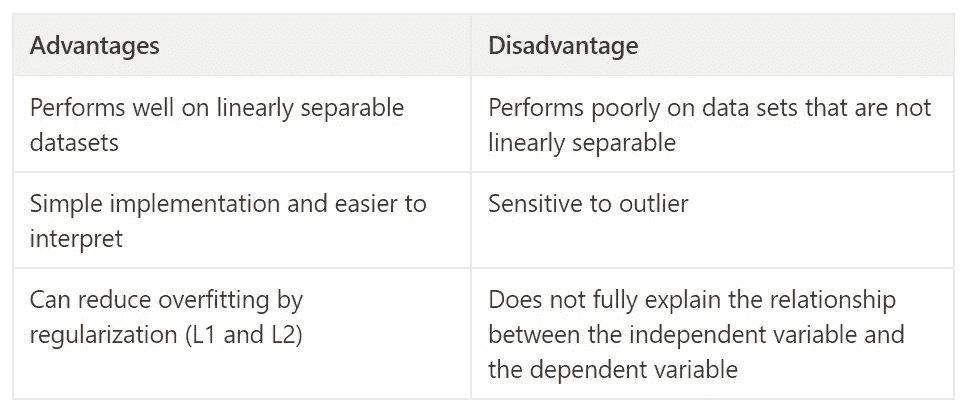 Advantages
Disadvantage
Performs well on linearly separable
datasets
Performs poorly on data sets that are not
linearly separable
Simple implementation and easier to
interpret
Sensitive to outlier
Can reduce overfitting by
regularization (L1 and L2)
Does not fully explain the relationship
between the independent variable and
the dependent variable